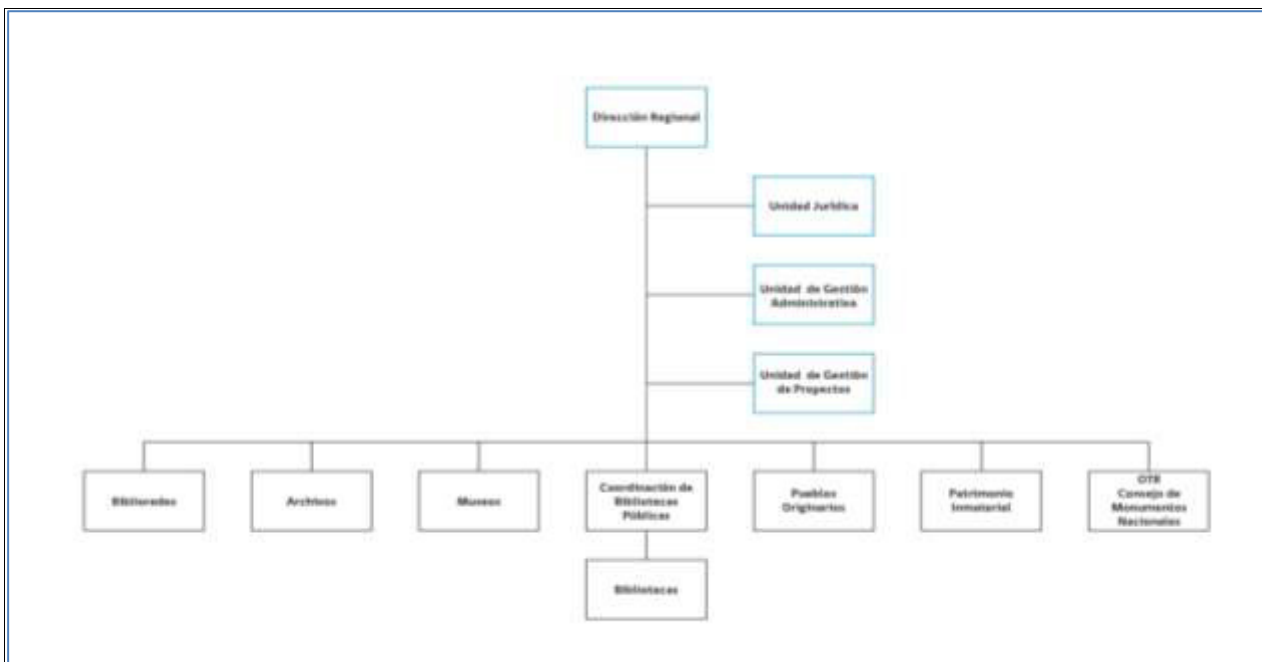 Dirección Regional
Unidad Jurídica
Unidad de Gestión
Administrativa
Unidad de Gestión
de Proyectos
Biblioredes
Archivos
Museos
Coordinación de
Bibliotecas
Públicas
Pueblos
Originarios
Patrimonio
Inmaterial
OTR
Consejo de
Monumentos
Nacionales
Bibliotecas